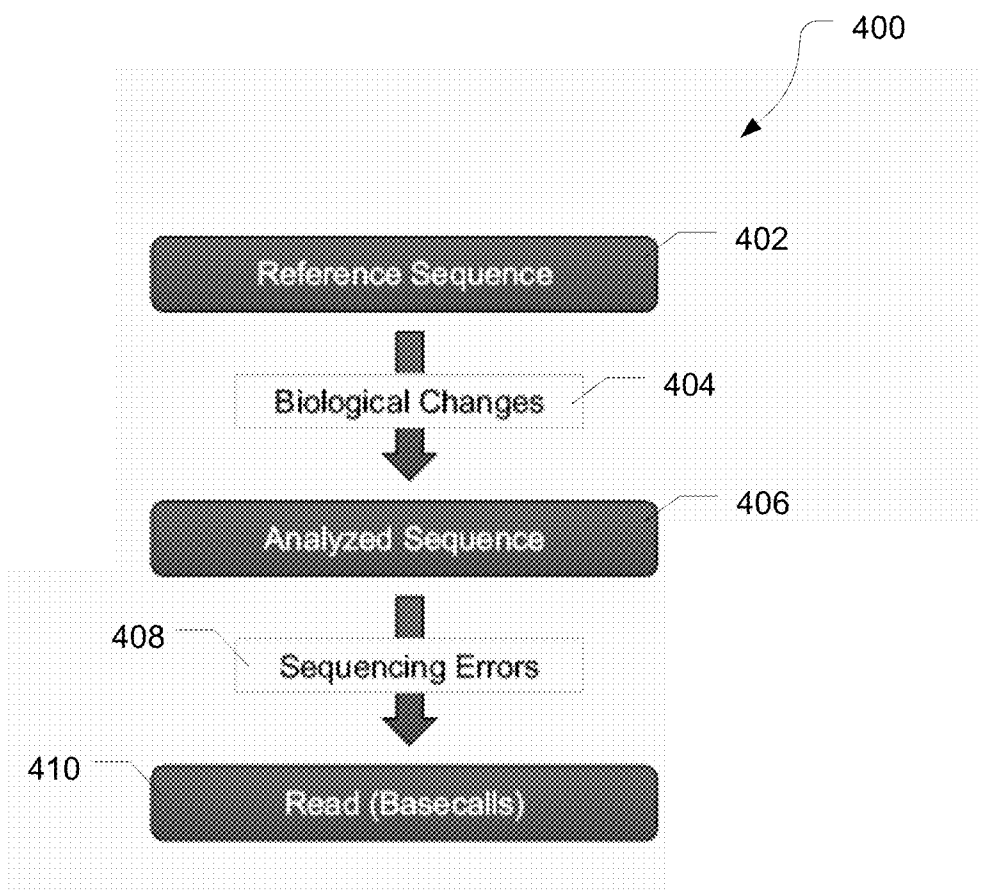 400
Reference Sequence
402
Biological Changes
404
Analyzed Sequence
406
408
Sequencing Errors
410
Read (Basecalls)